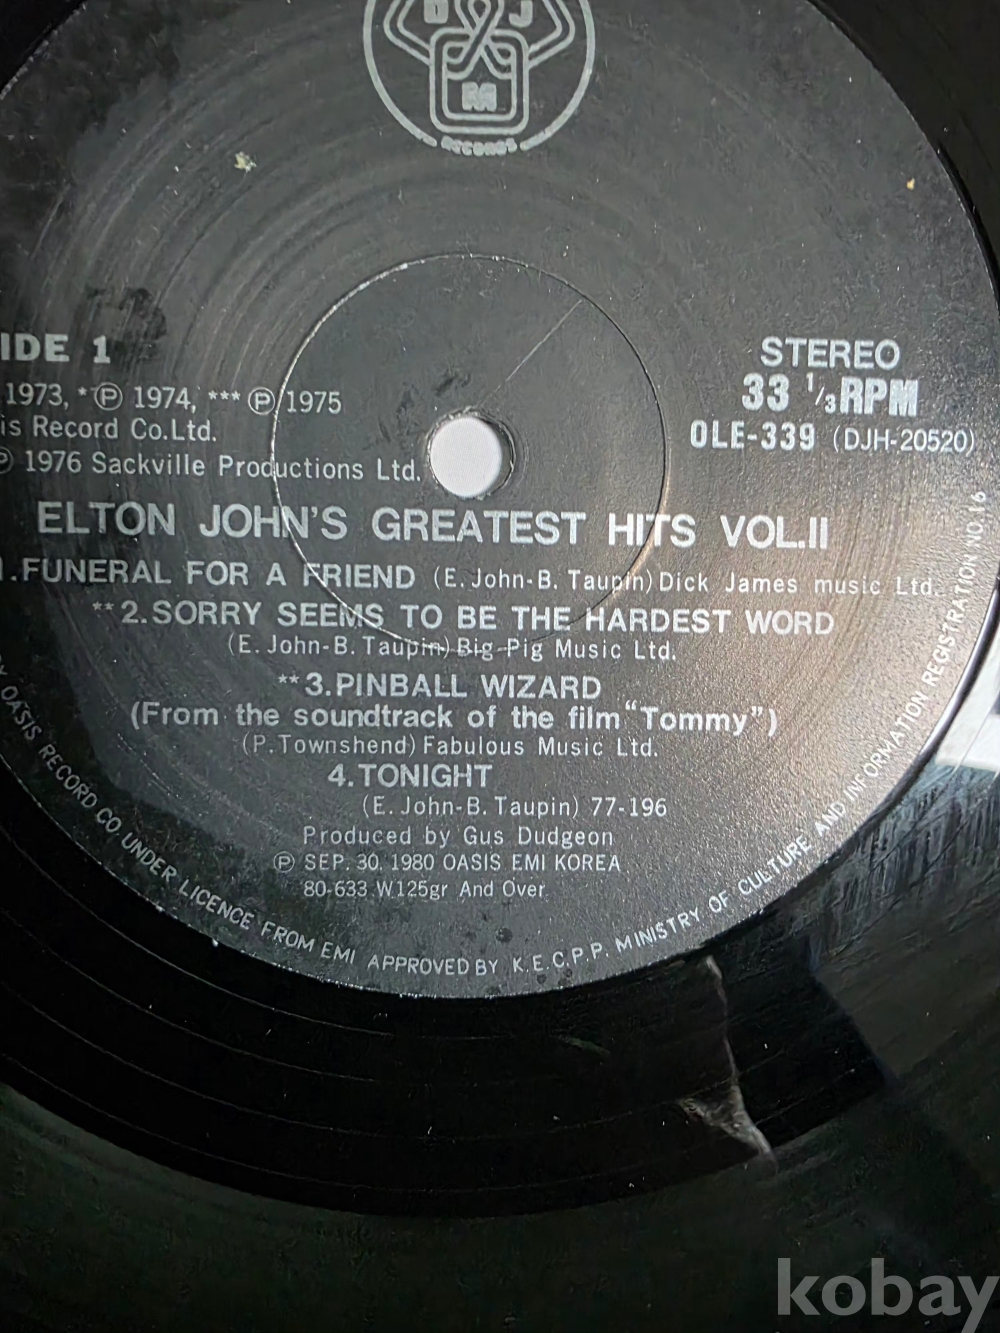 D J
M
RECORDS
IDE 1
1973, *Ⓟ 1974, ***Ⓟ 1975
is Record Co.Ltd.
Ⓟ 1976 Sackville Productions Ltd.
STEREO
33 1/3 RPM
OLE-339 (DJH-20520)
ELTON JOHN'S GREATEST HITS VOL.II
1.FUNERAL FOR A FRIEND (E.John-B. Taupin) Dick James music Ltd.
**2.SORRY SEEMS TO BE THE HARDEST WORD
(E.John-B. Taupin) Big Pig Music Ltd.
**3.PINBALL WIZARD
(From the soundtrack of the film "Tommy")
(P.Townshend) Fabulous Music Ltd.
4.TONIGHT
(E. John-B. Taupin) 77-196
Produced by Gus Dudgeon
Ⓟ SEP. 30. 1980 OASIS EMI KOREA
80-633 W.125gr And Over
OASIS RECORD CO. UNDER LICENCE FROM EMI APPROVED BY K.E.C.P.P. MINISTRY OF CULTURE AND INFORMATION REGISTRATION NO.16
kobay